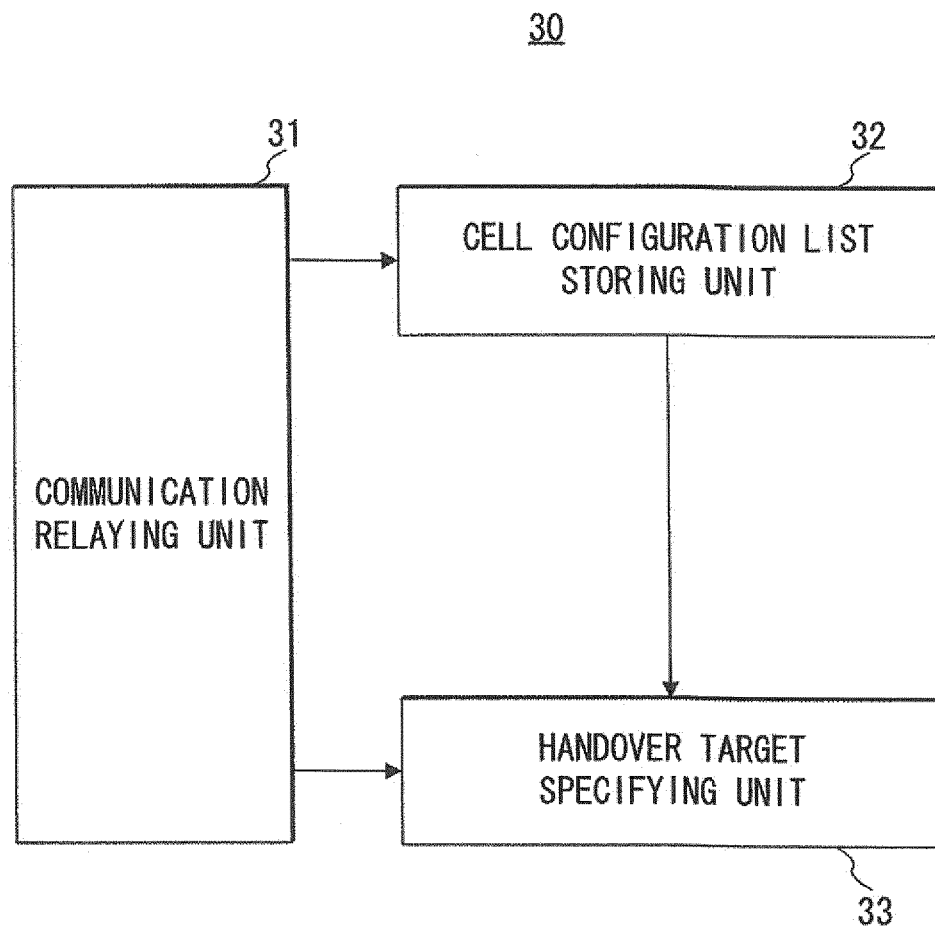 30
31
32
CELL CONFIGURATION LIST
STORING UNIT
COMMUNICATION
RELAYING UNIT
HANDOVER TARGET
SPECIFYING UNIT
33